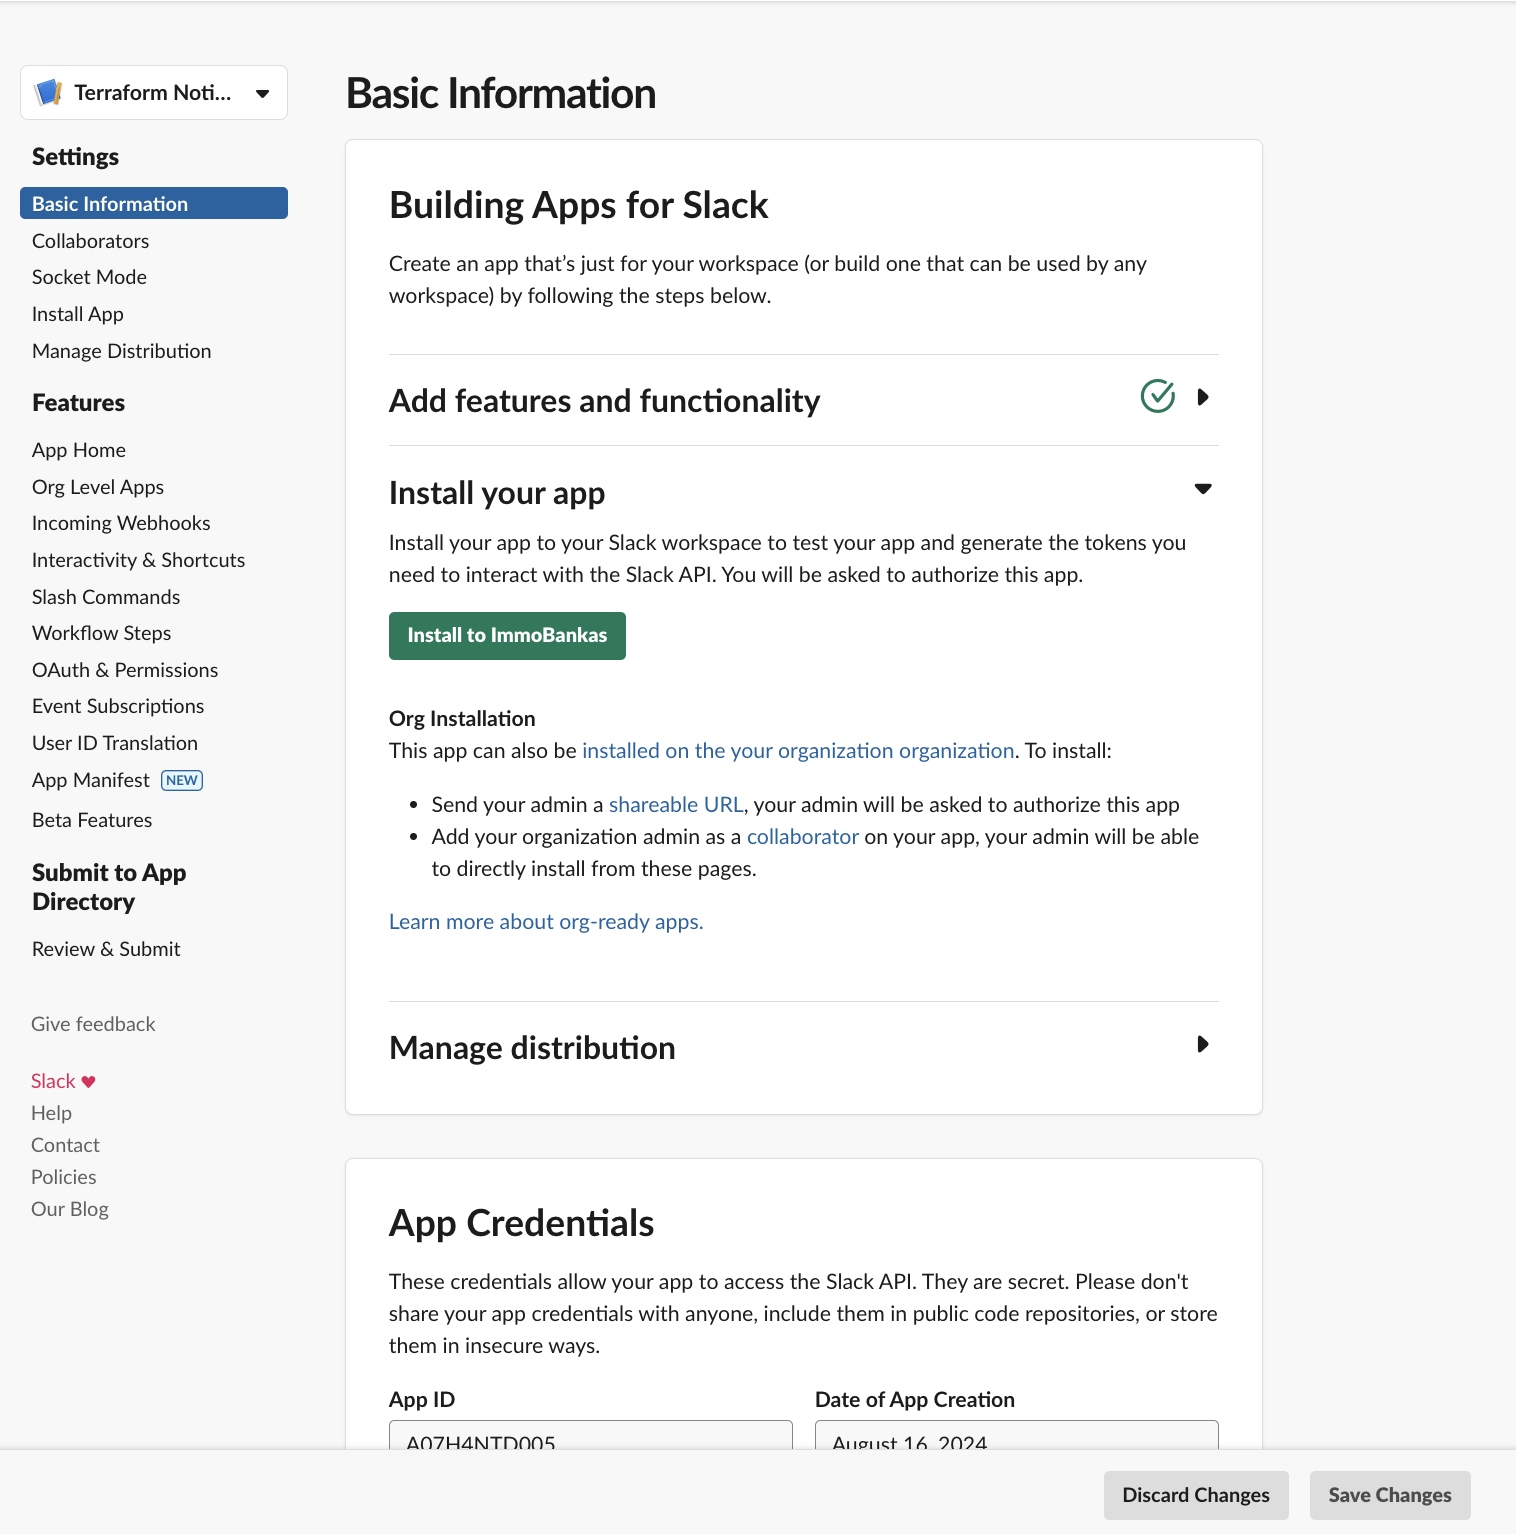 Terraform Noti...
Settings
Basic Information
Collaborators
Socket Mode
Install App
Manage Distribution
Features
App Home
Org Level Apps
Incoming Webhooks
Interactivity & Shortcuts
Slash Commands
Workflow Steps
OAuth & Permissions
Event Subscriptions
User ID Translation
App Manifest NEW
Beta Features
Submit to App
Directory
Review & Submit
Give feedback
Slack ♥
Help
Contact
Policies
Our Blog
Basic Information
Building Apps for Slack
Create an app that’s just for your workspace (or build one that can be used by any
workspace) by following the steps below.
Add features and functionality
Install your app
Install your app to your Slack workspace to test your app and generate the tokens you
need to interact with the Slack API. You will be asked to authorize this app.
Install to ImmoBankas
Org Installation
This app can also be installed on the your organization organization. To install:
• Send your admin a shareable URL, your admin will be asked to authorize this app
• Add your organization admin as a collaborator on your app, your admin will be able
to directly install from these pages.
Learn more about org-ready apps.
Manage distribution
App Credentials
These credentials allow your app to access the Slack API. They are secret. Please don't
share your app credentials with anyone, include them in public code repositories, or store
them in insecure ways.
App ID
A07H4NTD005
Date of App Creation
August 16, 2024
Discard Changes
Save Changes